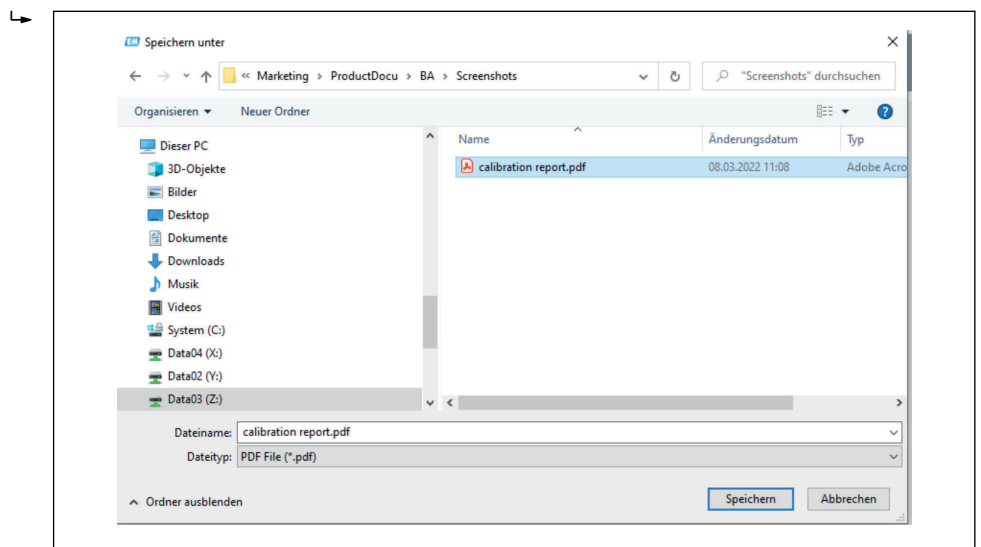 Speichern unter
« Marketing > ProductDocu > BA > Screenshots
"Screenshots" durchsuchen
Organisieren
Neuer Ordner
Dieser PC
3D-Objekte
Bilder
Desktop
Dokumente
Downloads
Musik
Videos
System (C:)
Data04 (X:)
Data02 (Y:)
Data03 (Z:)
Name Änderungsdatum Typ
calibration report.pdf 08.03.2022 11:08 Adobe Acro
Dateiname: calibration report.pdf
Dateityp: PDF File (*.pdf)
Ordner ausblenden
Speichern Abbrechen